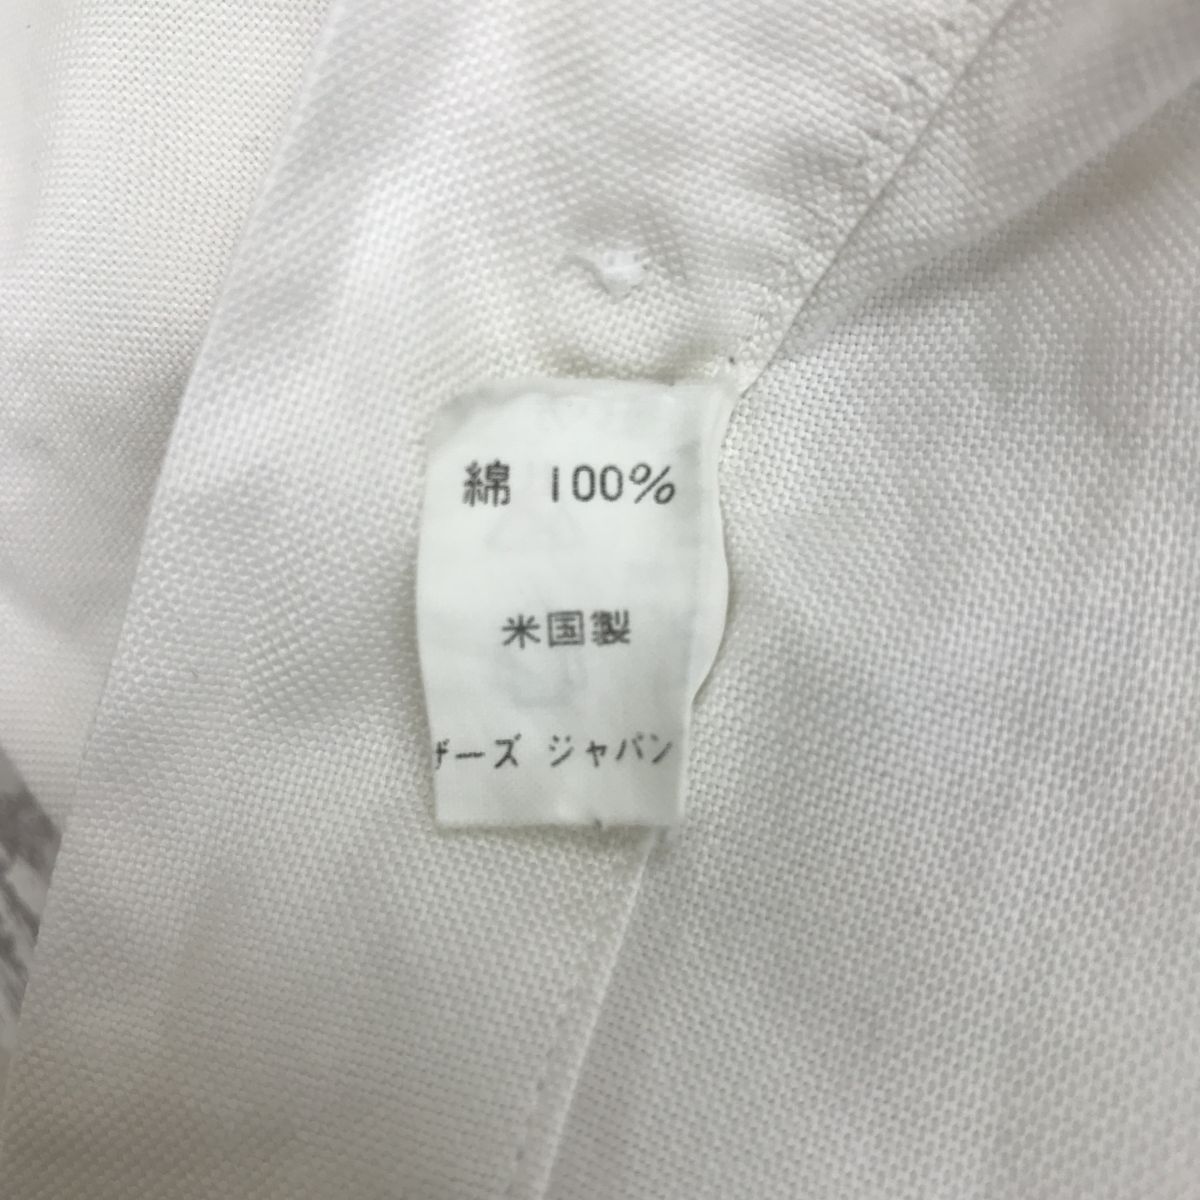 綿 100%
米国製
ザーズ ジャパン